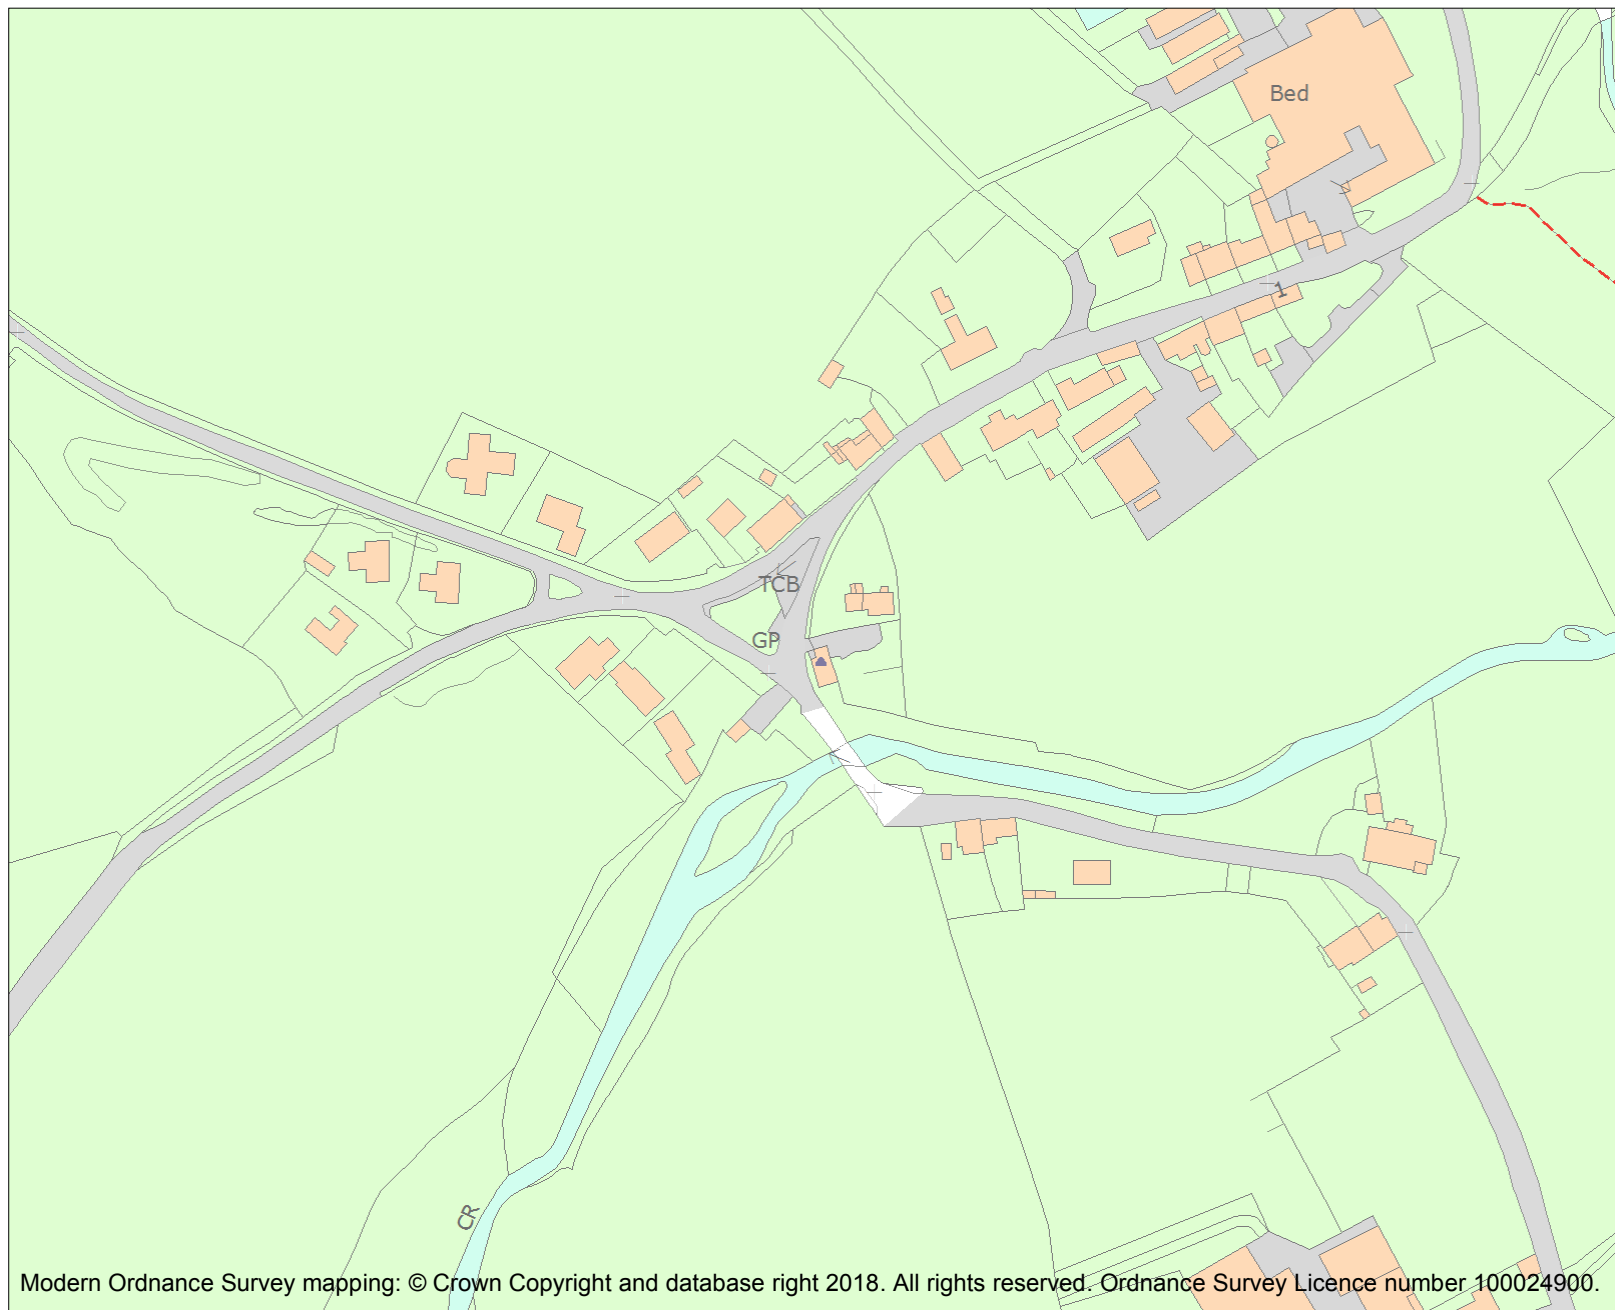 Bed
1
TCB
GP
CR
Modern Ordnance Survey mapping: © Crown Copyright and database right 2018. All rights reserved. Ordnance Survey Licence number 100024900.